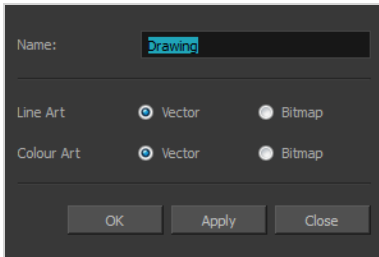 Name: Drawing
Line Art Vector Bitmap
Colour Art Vector Bitmap
OK Apply Close